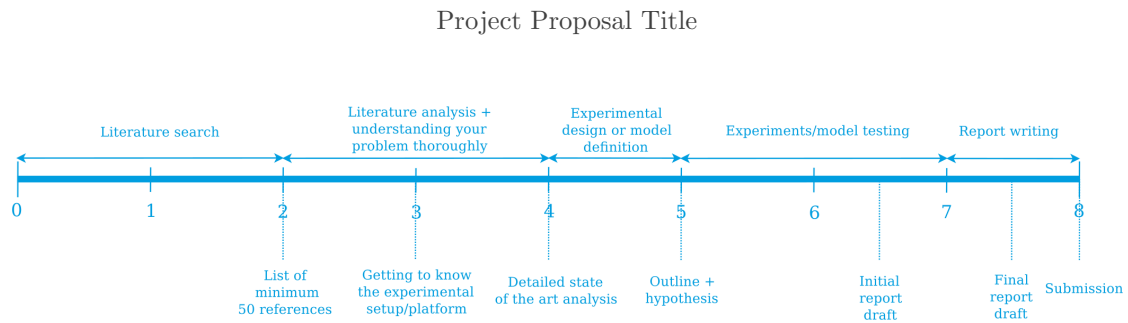 Project Proposal Title
Literature search
Literature analysis +
understanding your
problem thoroughly
Experimental
design or model
definition
Experiments/model testing
Report writing
0
1
2
3
4
5
6
7
8
List of
minimum
50 references
Getting to know
the experimental
setup/platform
Detailed state
of the art analysis
Outline +
hypothesis
Initial
report
draft
Final
report
draft
Submission